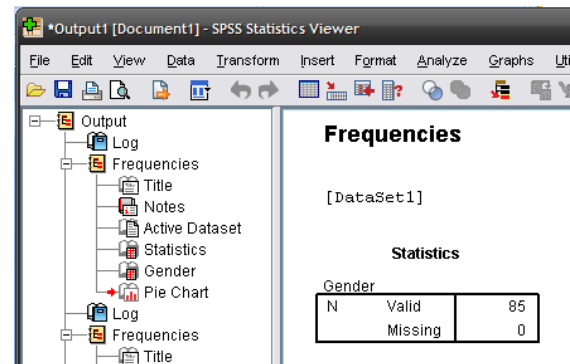 *Output1 [Document1] - SPSS Statistics Viewer
File Edit View Data Transform Insert Format Analyze Graphs
Output
Log
Frequencies
Title
Notes
Active Dataset
Statistics
Gender
Pie Chart
Log
Frequencies
Title
Frequencies
[DataSet1]
Statistics
Gender
N Valid 85
Missing 0